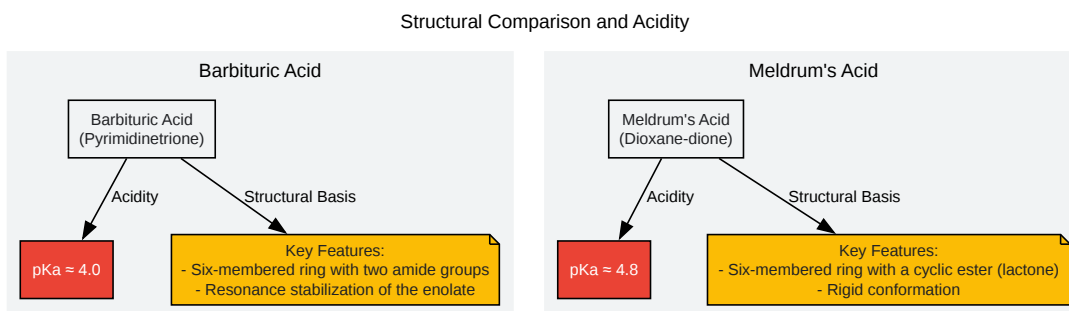 Structural Comparison and Acidity
Barbituric Acid
Barbituric Acid
(Pyrimidinetrione)
Acidity
Structural Basis
pKa ≈ 4.0
Key Features:
- Six-membered ring with two amide groups
- Resonance stabilization of the enolate
Meldrum's Acid
Meldrum's Acid
(Dioxane-dione)
Acidity
Structural Basis
pKa ≈ 4.8
Key Features:
- Six-membered ring with a cyclic ester (lactone)
- Rigid conformation